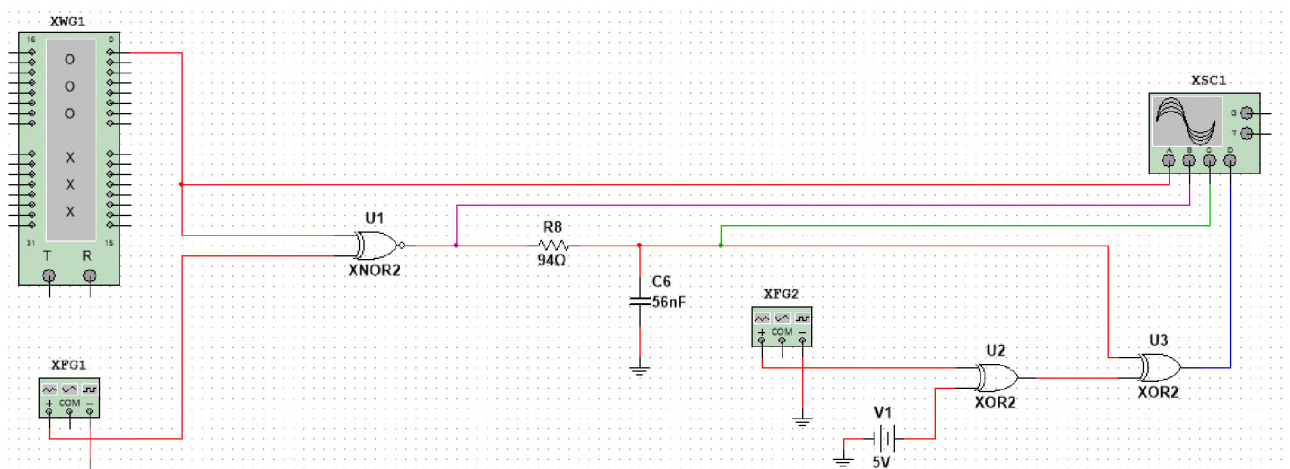 XWG1
16 0
O
O
O
X
X
X
31 15
T R
XFG1
+ COM −
U1
XNOR2
R8
94Ω
C6
56nF
XFG2
+ COM −
V1
5V
U2
XOR2
U3
XOR2
XSC1
G
T
A B C D